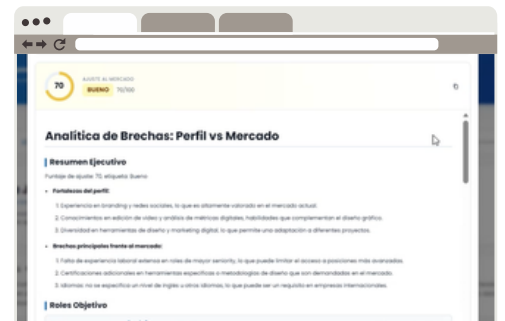 70
AJUSTE AL MERCADO
BUENO 70/100
Analítica de Brechas: Perfil vs Mercado
Resumen Ejecutivo
Puntaje de ajuste: 70, etiqueta: Bueno
• Fortalezas del perfil:
1. Experiencia en branding y redes sociales, lo que es altamente valorado en el mercado actual.
2. Conocimientos en edición de video y análisis de métricas digitales, habilidades que complementan el diseño gráfico.
3. Diversidad en herramientas de diseño y marketing digital, lo que permite una adaptación a diferentes proyectos.
• Brechas principales frente al mercado:
1. Falta de experiencia laboral extensa en roles de mayor seniority, lo que puede limitar el acceso a posiciones más avanzadas.
2. Certificaciones adicionales en herramientas específicas o metodologías de diseño que son demandadas en el mercado.
3. Idiomas: no se especifica un nivel de inglés u otros idiomas, lo que puede ser un requisito en empresas internacionales.
Roles Objetivo